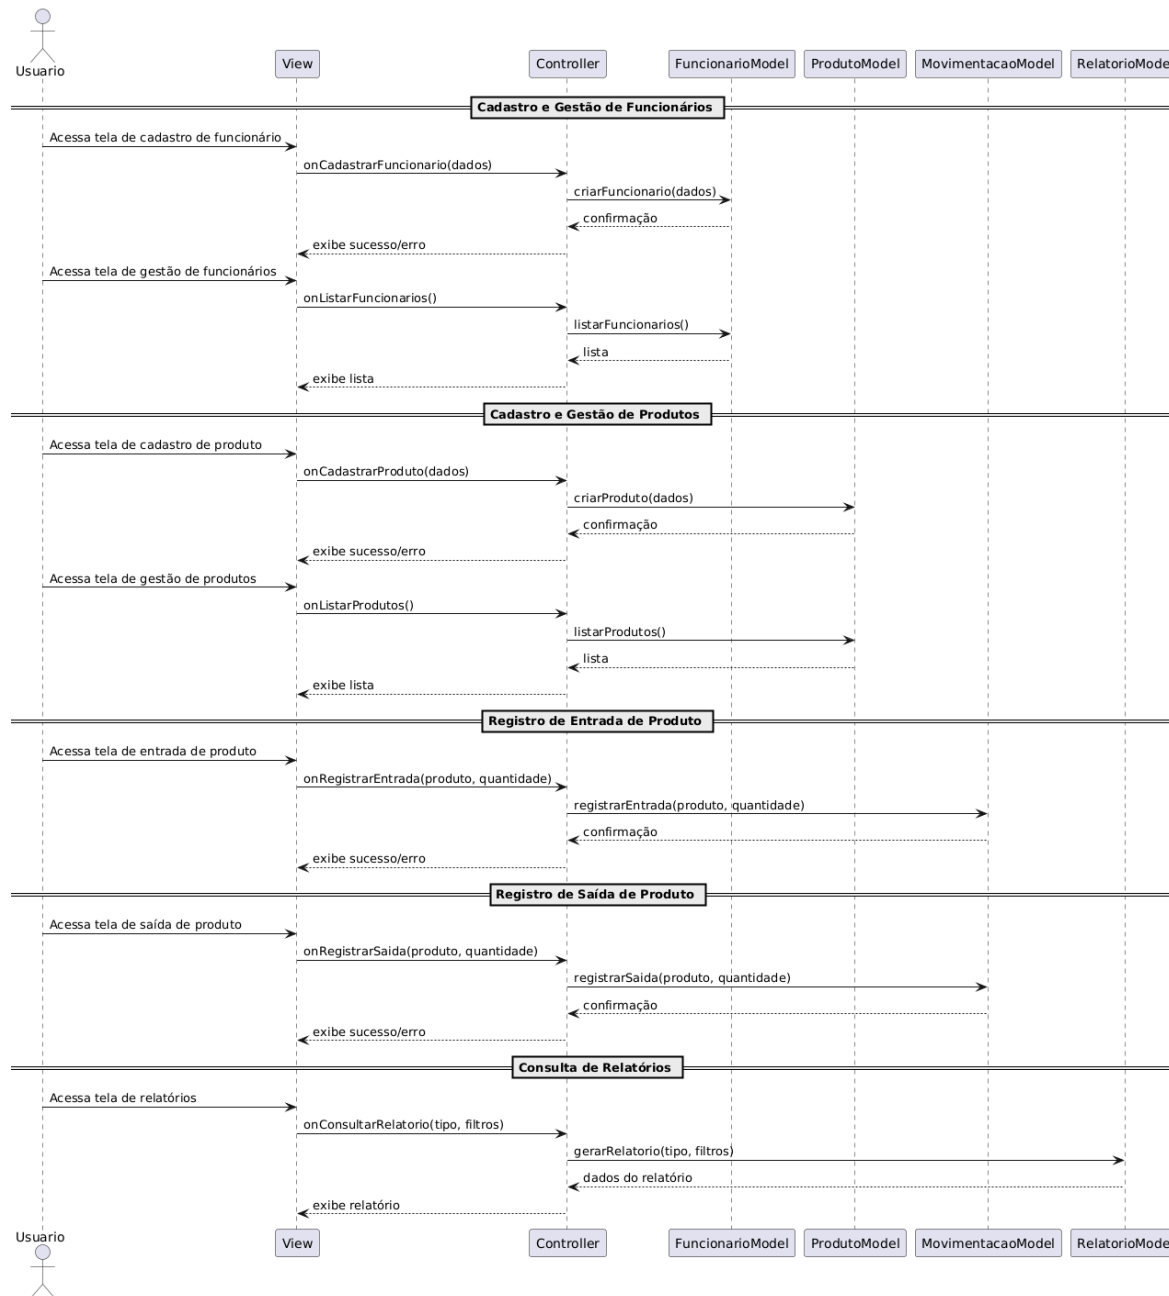 Usuario
View
Controller
FuncionarioModel
ProdutoModel
MovimentacaoModel
RelatorioMode
Cadastro e Gestão de Funcionários
Acessa tela de cadastro de funcionário
onCadastrarFuncionario(dados)
criarFuncionario(dados)
confirmação
exibe sucesso/erro
Acessa tela de gestão de funcionários
onListarFuncionarios()
listarFuncionarios()
lista
exibe lista
Cadastro e Gestão de Produtos
Acessa tela de cadastro de produto
onCadastrarProduto(dados)
criarProduto(dados)
confirmação
exibe sucesso/erro
Acessa tela de gestão de produtos
onListarProdutos()
listarProdutos()
lista
exibe lista
Registro de Entrada de Produto
Acessa tela de entrada de produto
onRegistrarEntrada(produto, quantidade)
registrarEntrada(produto, quantidade)
confirmação
exibe sucesso/erro
Registro de Saída de Produto
Acessa tela de saída de produto
onRegistrarSaida(produto, quantidade)
registrarSaida(produto, quantidade)
confirmação
exibe sucesso/erro
Consulta de Relatórios
Acessa tela de relatórios
onConsultarRelatorio(tipo, filtros)
gerarRelatorio(tipo, filtros)
dados do relatório
exibe relatório
Usuario
View
Controller
FuncionarioModel
ProdutoModel
MovimentacaoModel
RelatorioMode